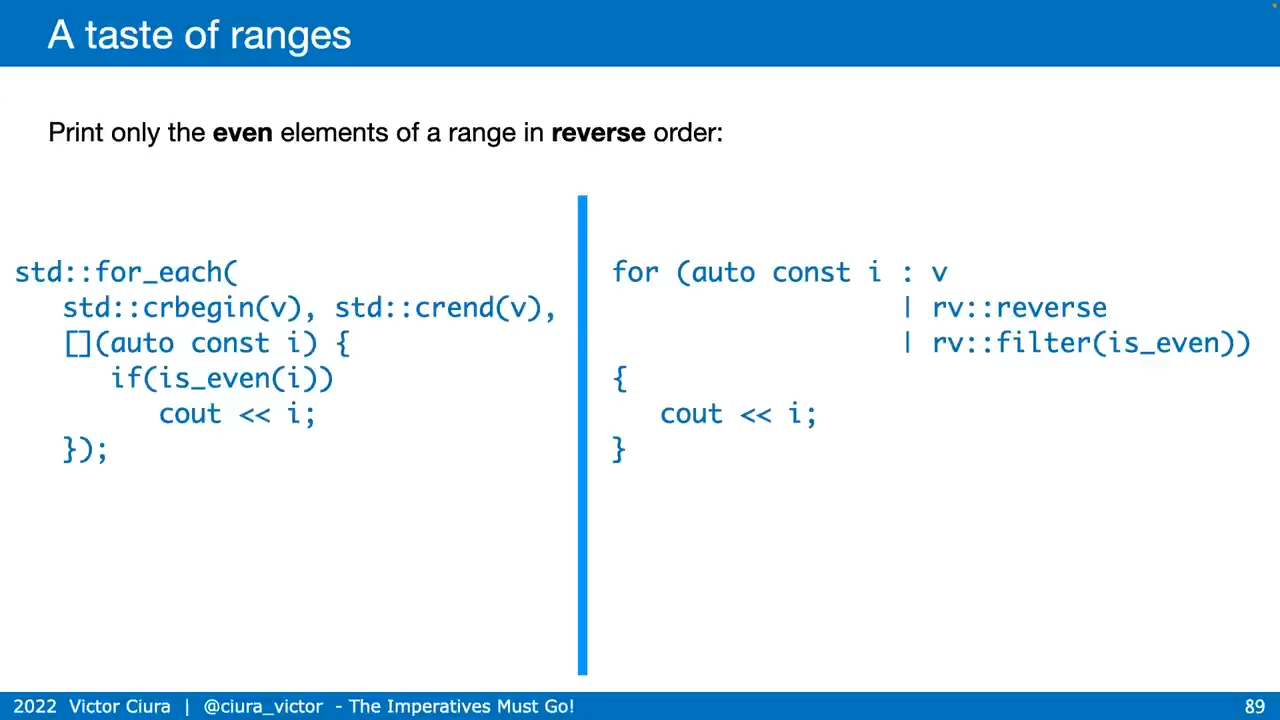 A taste of ranges
Print only the even elements of a range in reverse order:
std::for_each(
   std::crbegin(v), std::crend(v),
   [](auto const i) {
      if(is_even(i))
         cout << i;
   });
for (auto const i : v
                  | rv::reverse
                  | rv::filter(is_even))
{
   cout << i;
}
2022 Victor Ciura | @ciura_victor - The Imperatives Must Go!
89